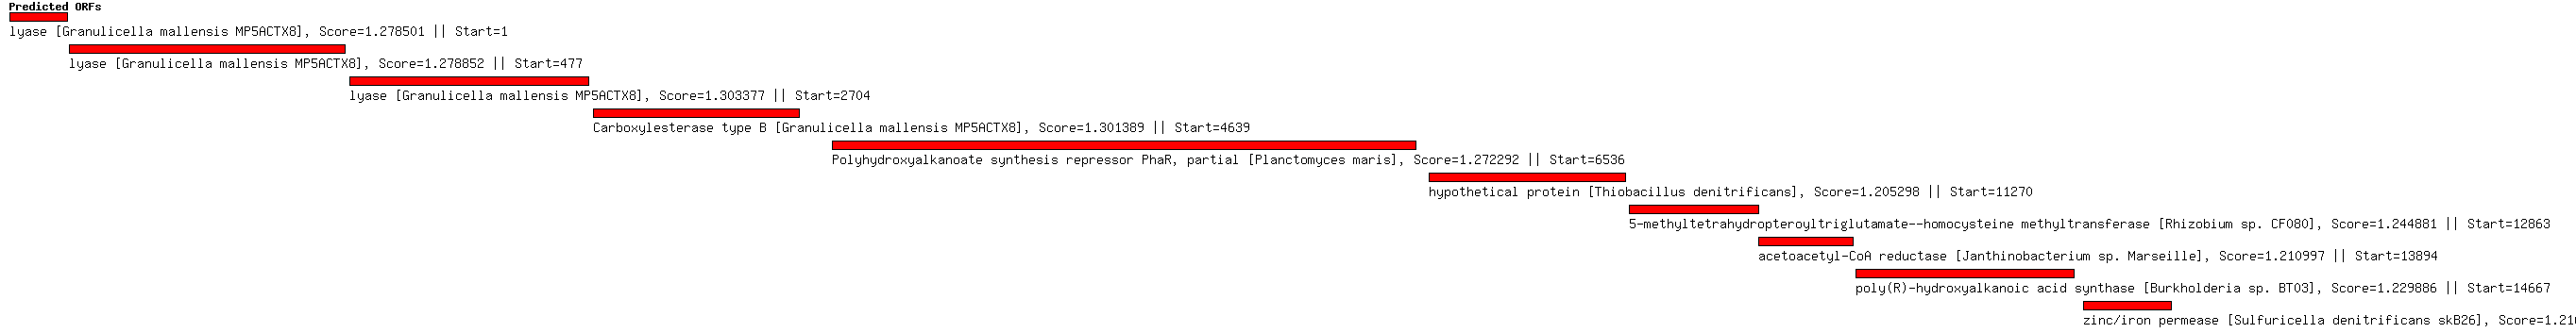 Predicted ORFs
lyase [Granulicella mallensis MP5ACTX8], Score=1.278501 || Start=1
lyase [Granulicella mallensis MP5ACTX8], Score=1.278852 || Start=477
lyase [Granulicella mallensis MP5ACTX8], Score=1.303377 || Start=2704
Carboxylesterase type B [Granulicella mallensis MP5ACTX8], Score=1.301389 || Start=4639
Polyhydroxyalkanoate synthesis repressor PhaR, partial [Planctomyces maris], Score=1.272292 || Start=6536
hypothetical protein [Thiobacillus denitrificans], Score=1.205298 || Start=11270
5-methyltetrahydropteroyltriglutamate--homocysteine methyltransferase [Rhizobium sp. CF080], Score=1.244881 || Start=12863
acetoacetyl-CoA reductase [Janthinobacterium sp. Marseille], Score=1.210997 || Start=13894
poly(R)-hydroxyalkanoic acid synthase [Burkholderia sp. BT03], Score=1.229886 || Start=14667
zinc/iron permease [Sulfuricella denitrificans skB26],